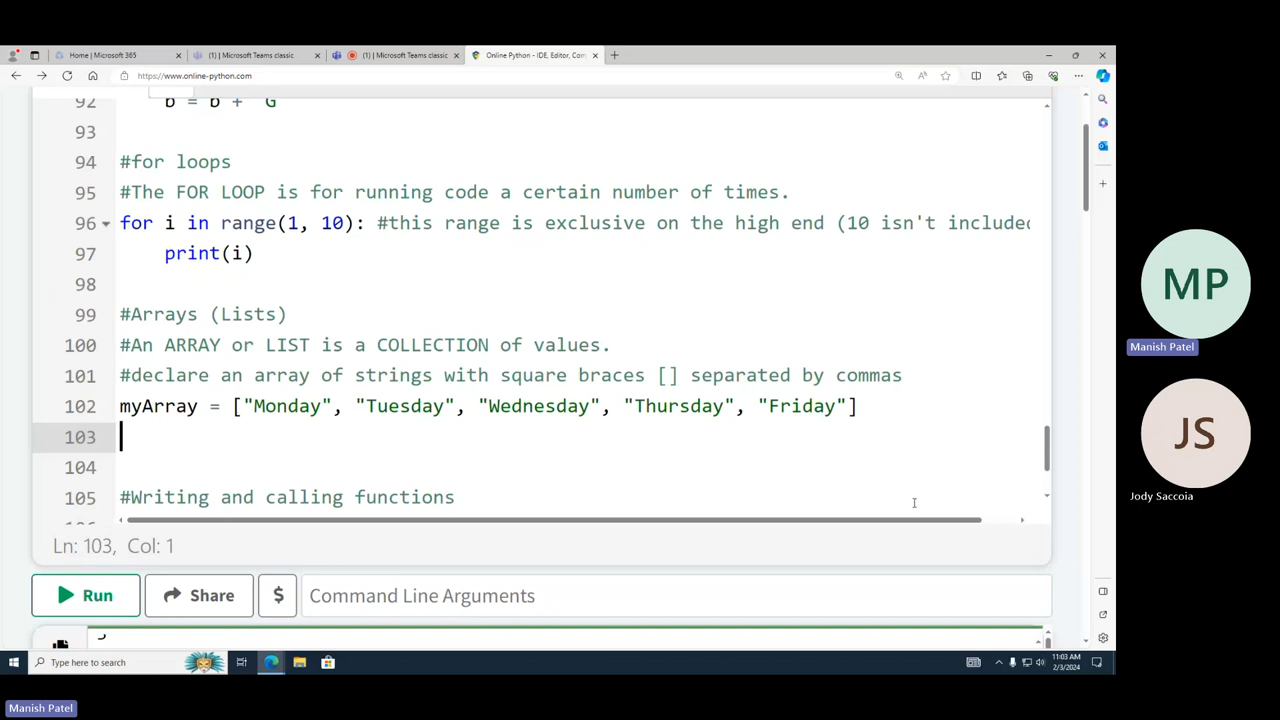 Home | Microsoft 365
(1) | Microsoft Teams classic
(1) | Microsoft Teams classic
Online Python - IDE, Editor, Com
https://www.online-python.com
92 b = b + G
93
94 #for loops
95 #The FOR LOOP is for running code a certain number of times.
96 for i in range(1, 10): #this range is exclusive on the high end (10 isn't included
97 print(i)
98
99 #Arrays (Lists)
100 #An ARRAY or LIST is a COLLECTION of values.
101 #declare an array of strings with square braces [] separated by commas
102 myArray = ["Monday", "Tuesday", "Wednesday", "Thursday", "Friday"]
103
104
105 #Writing and calling functions
Ln: 103, Col: 1
Run
Share
$
Command Line Arguments
Type here to search
11:03 AM
2/3/2024
MP
Manish Patel
JS
Jody Saccoia
Manish Patel